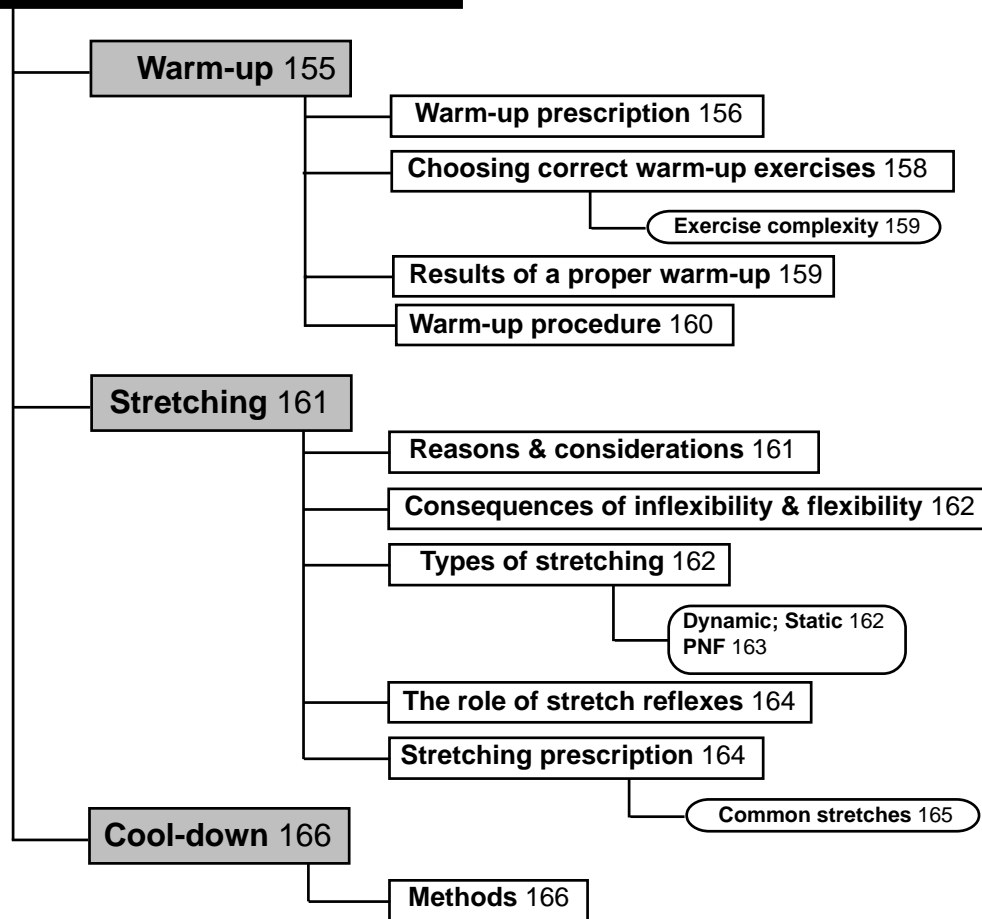 Warm-up 155
Warm-up prescription 156
Choosing correct warm-up exercises 158
Exercise complexity 159
Results of a proper warm-up 159
Warm-up procedure 160
Stretching 161
Reasons & considerations 161
Consequences of inflexibility & flexibility 162
Types of stretching 162
Dynamic; Static 162
PNF 163
The role of stretch reflexes 164
Stretching prescription 164
Common stretches 165
Cool-down 166
Methods 166